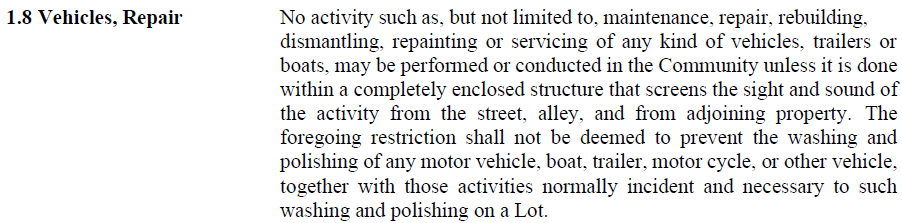 1.8 Vehicles, Repair No activity such as, but not limited to, maintenance, repair, rebuilding,
dismantling, repainting or servicing of any kind of vehicles, trailers or
boats, may be performed or conducted in the Community unless it is done
within a completely enclosed structure that screens the sight and sound of
the activity from the street, alley, and from adjoining property. The
foregoing restriction shall not be deemed to prevent the washing and
polishing of any motor vehicle, boat, trailer, motor cycle, or other vehicle,
together with those activities normally incident and necessary to such
washing and polishing on a Lot.